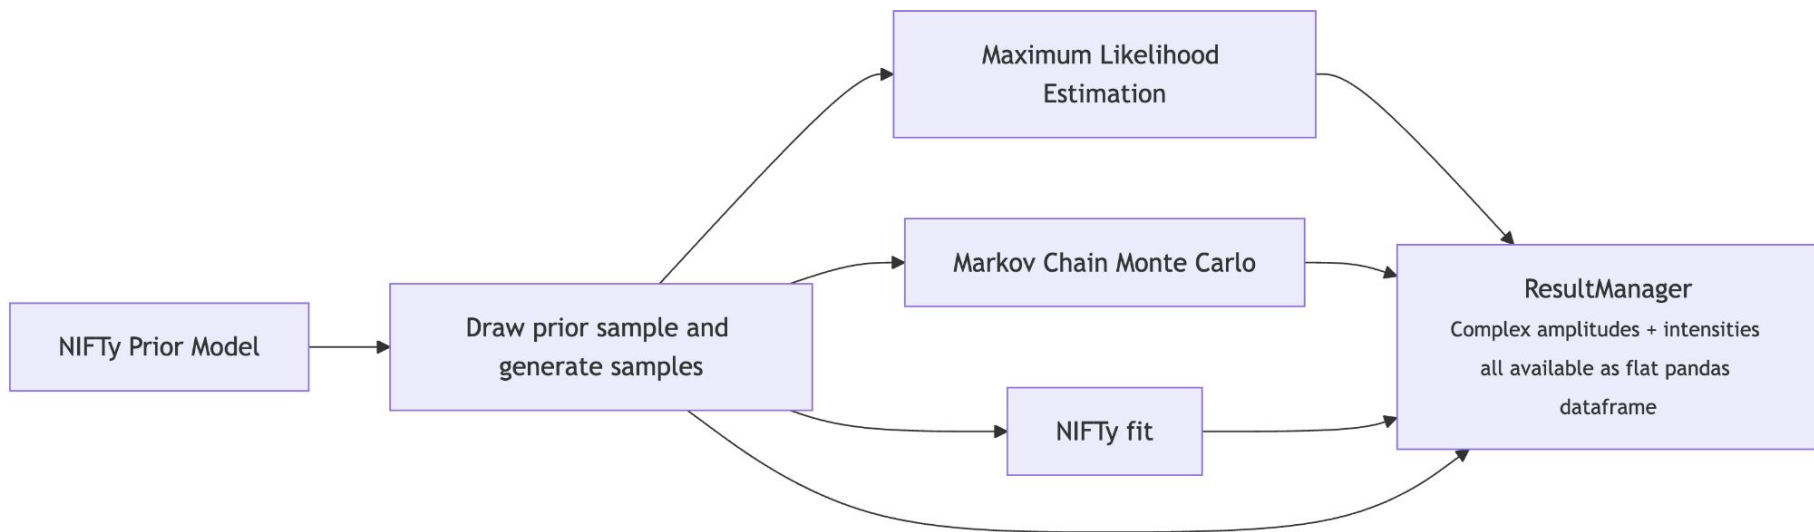 NIFTy Prior Model
Draw prior sample and
generate samples
Maximum Likelihood
Estimation
Markov Chain Monte Carlo
NIFTy fit
ResultManager
Complex amplitudes + intensities
all available as flat pandas
dataframe